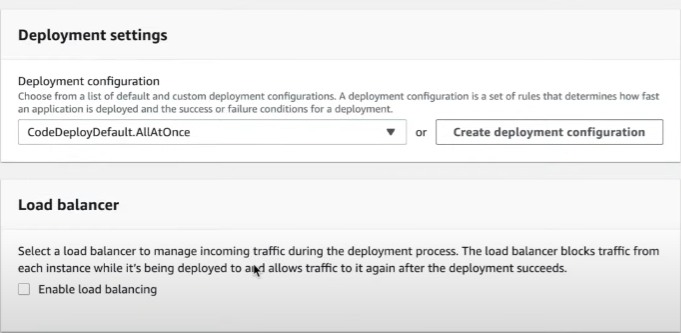 Deployment settings
Deployment configuration
Choose from a list of default and custom deployment configurations. A deployment configuration is a set of rules that determines how fast
an application is deployed and the success or failure conditions for a deployment.
CodeDeployDefault.AllAtOnce
or
Create deployment configuration
Load balancer
Select a load balancer to manage incoming traffic during the deployment process. The load balancer blocks traffic from
each instance while it's being deployed to and allows traffic to it again after the deployment succeeds.
Enable load balancing